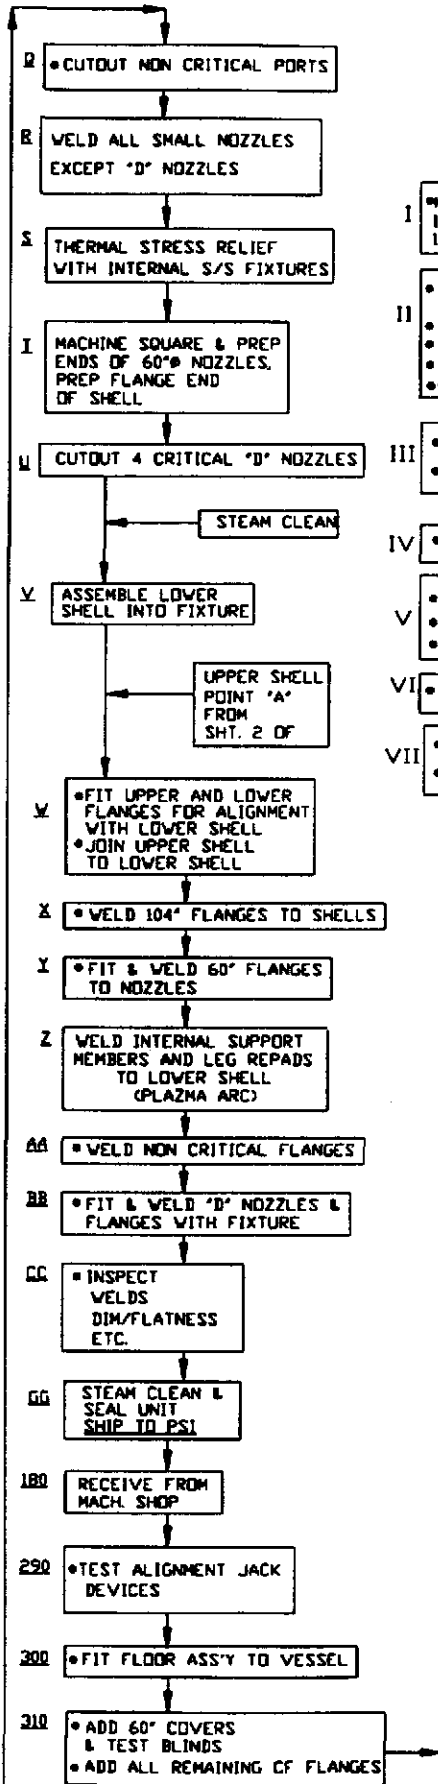 Q
• CUTOUT NON CRITICAL PORTS
R
WELD ALL SMALL NOZZLES
EXCEPT "D" NOZZLES
S
THERMAL STRESS RELIEF
WITH INTERNAL S/S FIXTURES
I
MACHINE SQUARE & PREP
ENDS OF 60"Ø NOZZLES,
PREP FLANGE END
OF SHELL
U
CUTOUT 4 CRITICAL "D" NOZZLES
STEAM CLEAN
V
ASSEMBLE LOWER
SHELL INTO FIXTURE
UPPER SHELL
POINT "A"
FROM
SHT. 2 OF
W
• FIT UPPER AND LOWER
FLANGES FOR ALIGNMENT
WITH LOWER SHELL
• JOIN UPPER SHELL
TO LOWER SHELL
X
• WELD 104" FLANGES TO SHELLS
Y
• FIT & WELD 60" FLANGES
TO NOZZLES
Z
WELD INTERNAL SUPPORT
MEMBERS AND LEG REPADS
TO LOWER SHELL
(PLAZMA ARC)
AA
• WELD NON CRITICAL FLANGES
BB
• FIT & WELD "D" NOZZLES &
FLANGES WITH FIXTURE
CC
• INSPECT
WELDS
DIM/FLATNESS
ETC.
GG
STEAM CLEAN &
SEAL UNIT
SHIP TO PSI
180
RECEIVE FROM
MACH. SHOP
290
• TEST ALIGNMENT JACK
DEVICES
300
• FIT FLOOR ASS'Y TO VESSEL
310
• ADD 60" COVERS
& TEST BLINDS
• ADD ALL REMAINING CF FLANGES
I
II
III
IV
V
VI
VII